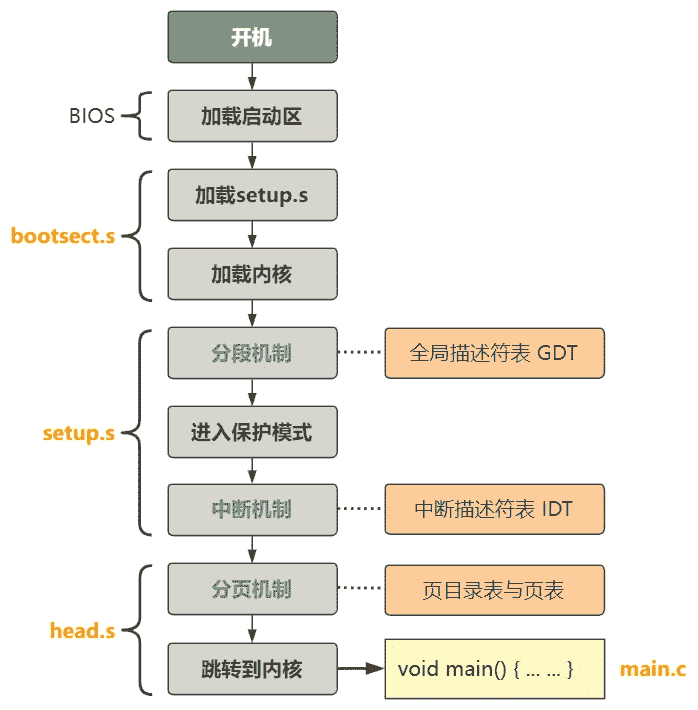 开机
BIOS
加载启动区
加载setup.s
bootsect.s
加载内核
分段机制
全局描述符表 GDT
setup.s
进入保护模式
中断机制
中断描述符表 IDT
分页机制
页目录表与页表
head.s
跳转到内核
void main() { ... ... }
main.c